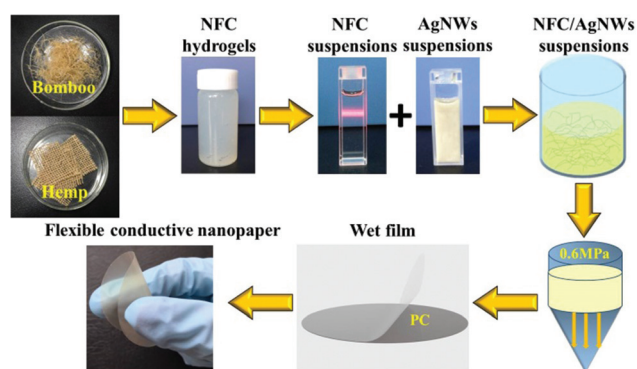 NFC
hydrogels
NFC
suspensions
AgNWs
suspensions
NFC/AgNWs
suspensions
Bomboo
+
Hemp
Flexible conductive nanopaper
Wet film
0.6MPa
PC